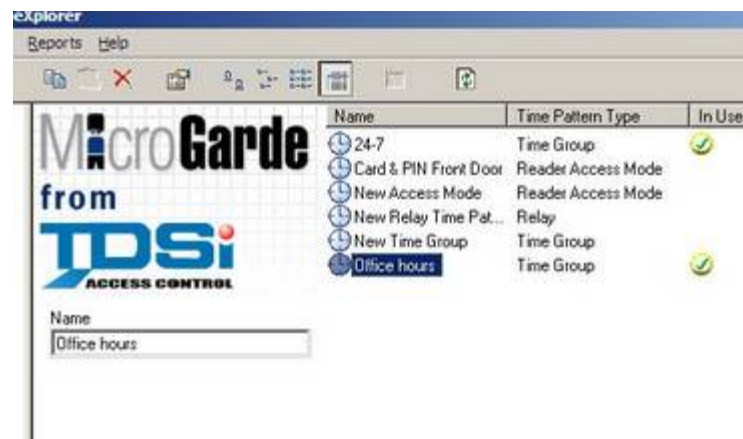 eXplorer
Reports Help
MicroGarde
from
TDSi
ACCESS CONTROL
Name
Office hours
Name Time Pattern Type In Use
24-7 Time Group
Card & PIN Front Door Reader Access Mode
New Access Mode Reader Access Mode
New Relay Time Pat... Relay
New Time Group Time Group
Office hours Time Group